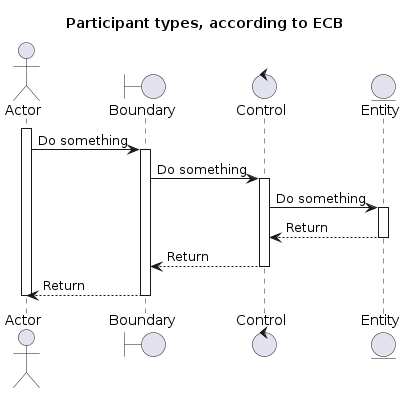 Participant types, according to ECB
Actor Boundary Control Entity
Do something
Do something
Do something
Return
Return
Return
Actor Boundary Control Entity